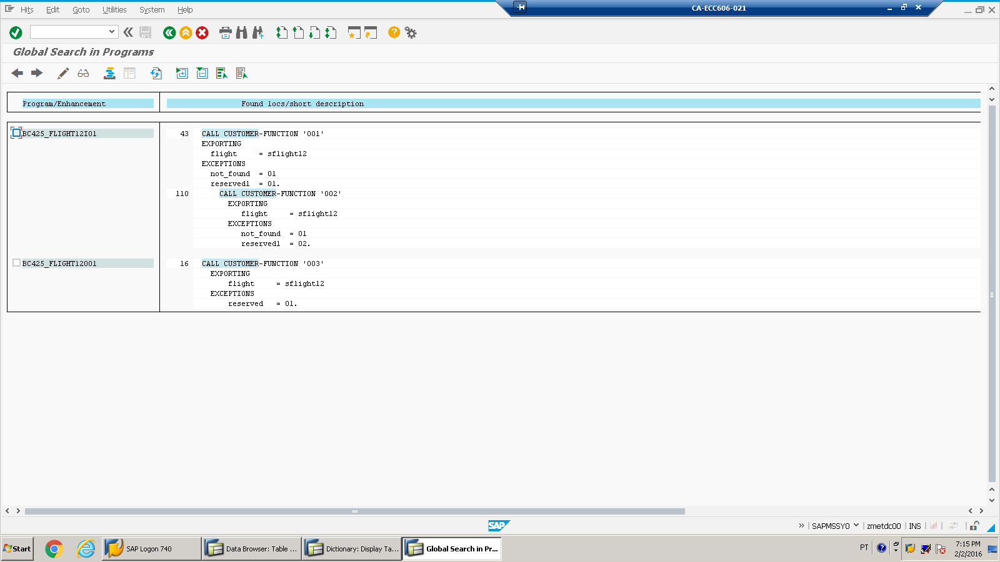 Hits Edit Goto Utilities System Help
CA-ECC606-021
Global Search in Programs
Program/Enhancement Found locs/short description
BC425_FLIGHT12I01 43 CALL CUSTOMER-FUNCTION '001'
EXPORTING
flight = sflight12
EXCEPTIONS
not_found = 01
reserved1 = 01.
110 CALL CUSTOMER-FUNCTION '002'
EXPORTING
flight = sflight12
EXCEPTIONS
not_found = 01
reserved1 = 02.
BC425_FLIGHT12O01 16 CALL CUSTOMER-FUNCTION '003'
EXPORTING
flight = sflight12
EXCEPTIONS
reserved = 01.
SAP
SAPMSSY0 zmetdc00 INS
Start SAP Logon 740 Data Browser: Table ... Dictionary: Display Ta... Global Search in Pr... PT 7:15 PM
2/2/2016